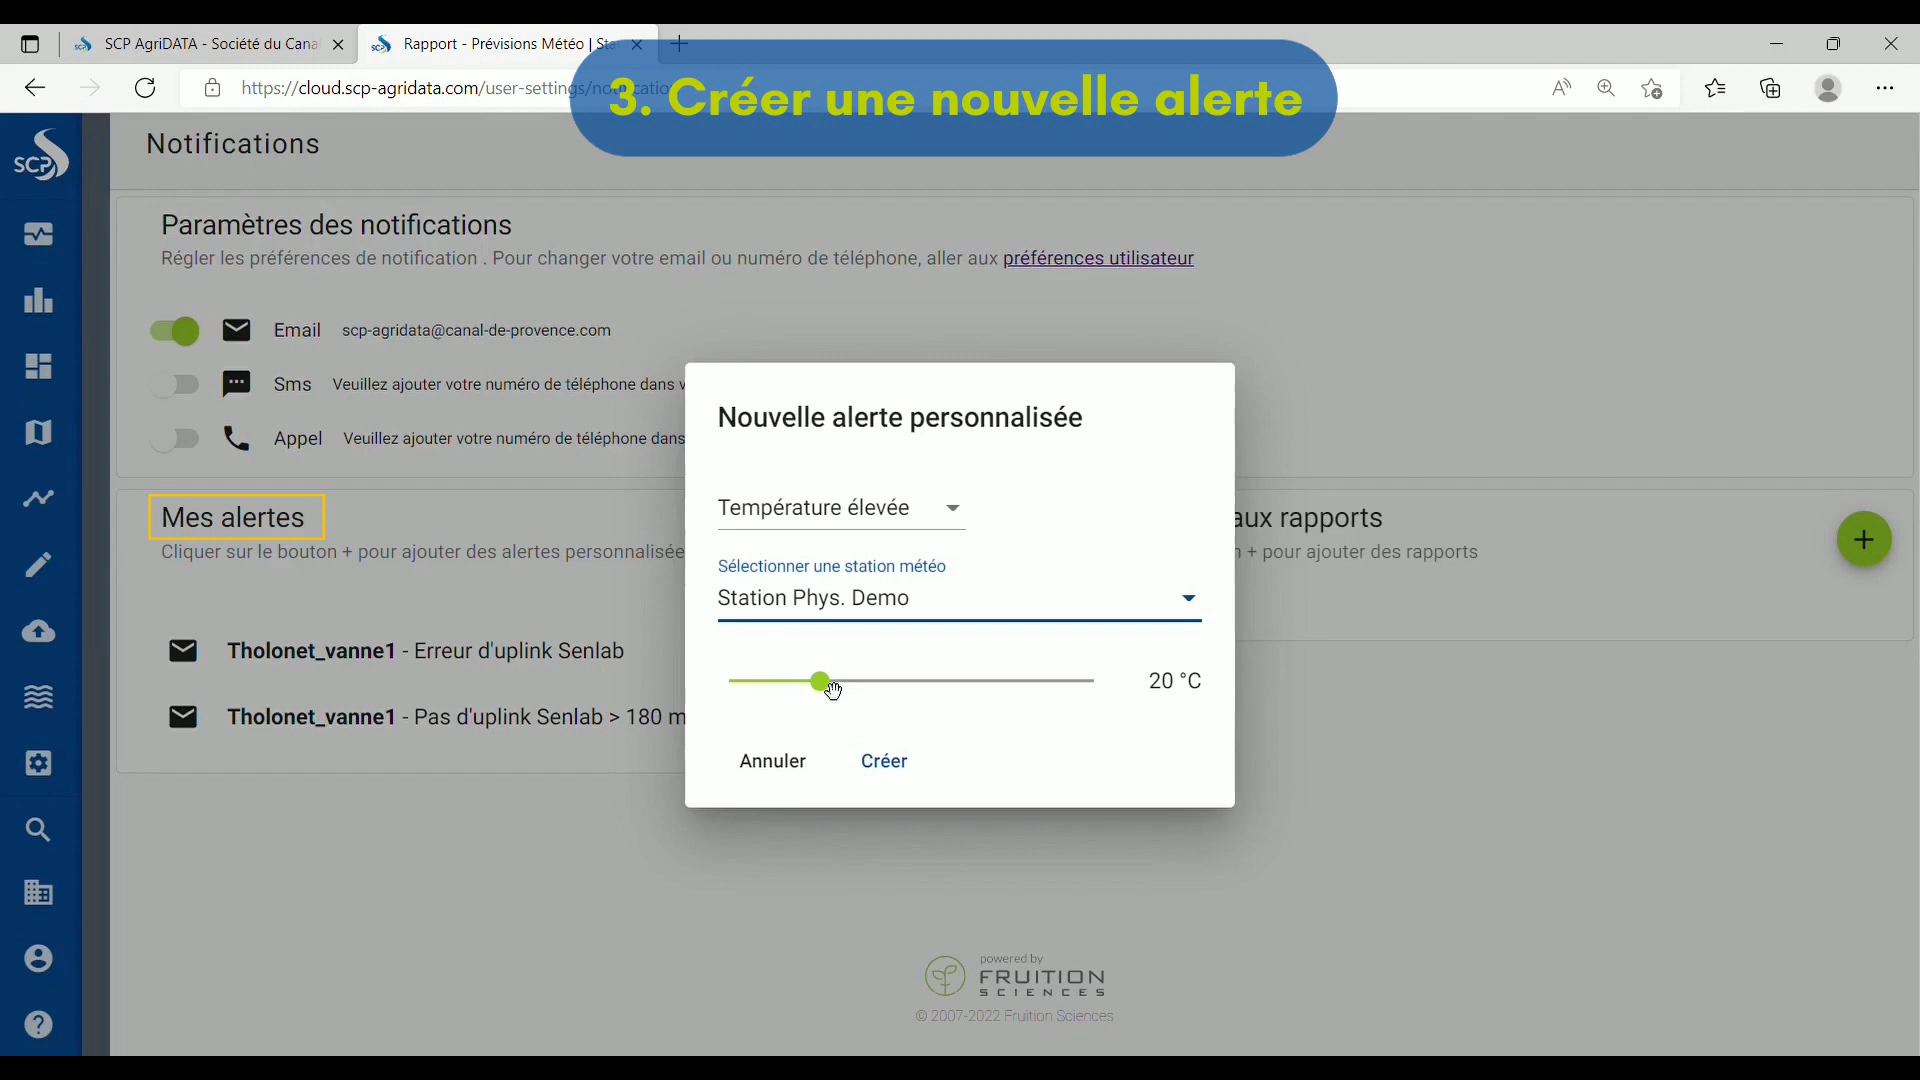 SCP AgriDATA - Société du Cana
Rapport - Prévisions Météo | Sta
https://cloud.scp-agridata.com/user-settings/notificatio
3. Créer une nouvelle alerte
SCP
Notifications
Paramètres des notifications
Régler les préférences de notification . Pour changer votre email ou numéro de téléphone, aller aux préférences utilisateur
Email scp-agridata@canal-de-provence.com
Sms Veuillez ajouter votre numéro de téléphone dans v
Appel Veuillez ajouter votre numéro de téléphone dans
Mes alertes
Cliquer sur le bouton + pour ajouter des alertes personnalisée
Tholonet_vanne1 - Erreur d'uplink Senlab
Tholonet_vanne1 - Pas d'uplink Senlab > 180 m
Nouvelle alerte personnalisée
Température élevée
Sélectionner une station météo
Station Phys. Demo
20 °C
Annuler Créer
aux rapports
n + pour ajouter des rapports
powered by
FRUITION
SCIENCES
© 2007-2022 Fruition Sciences